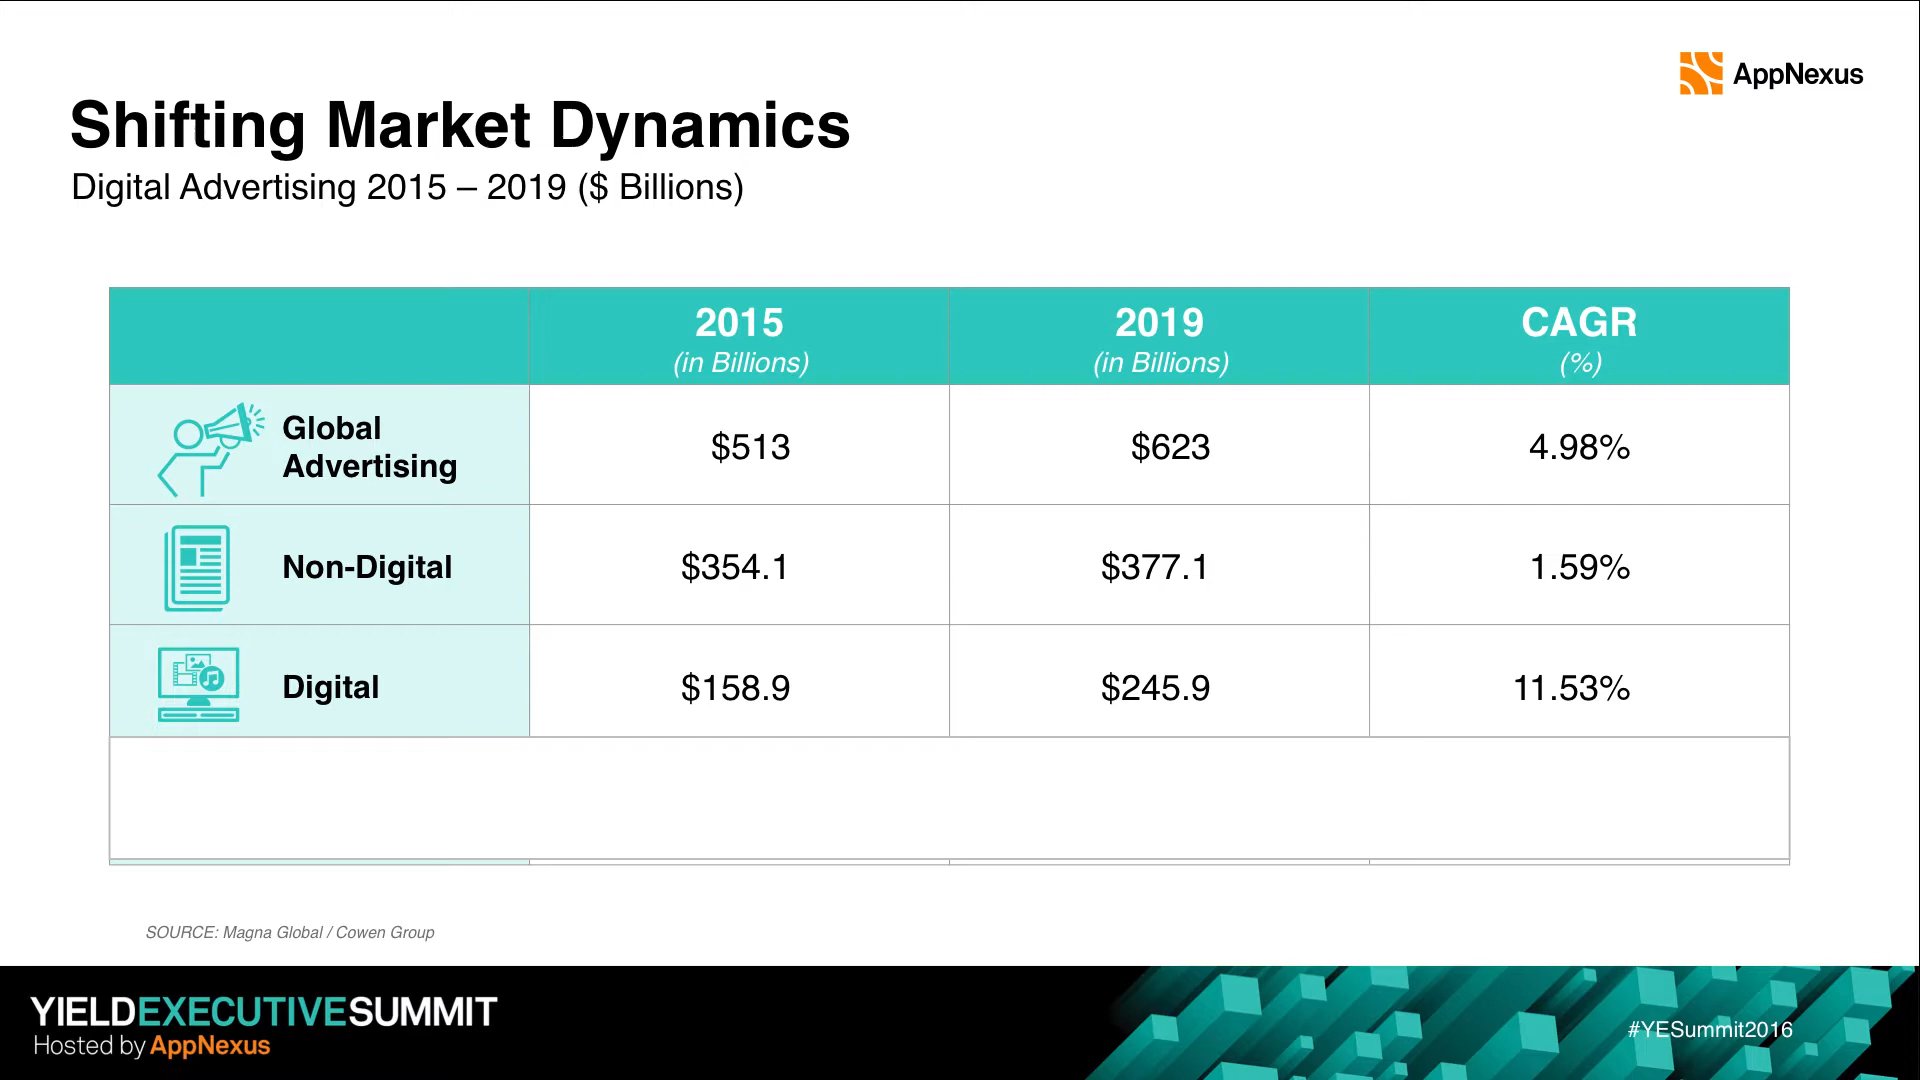 AppNexus
Shifting Market Dynamics
Digital Advertising 2015 – 2019 ($ Billions)
2015 2019 CAGR
(in Billions) (in Billions) (%)
Global
Advertising
$513 $623 4.98%
Non-Digital $354.1 $377.1 1.59%
Digital $158.9 $245.9 11.53%
SOURCE: Magna Global / Cowen Group
YIELDEXECUTIVESUMMIT
Hosted by AppNexus
#YESummit2016